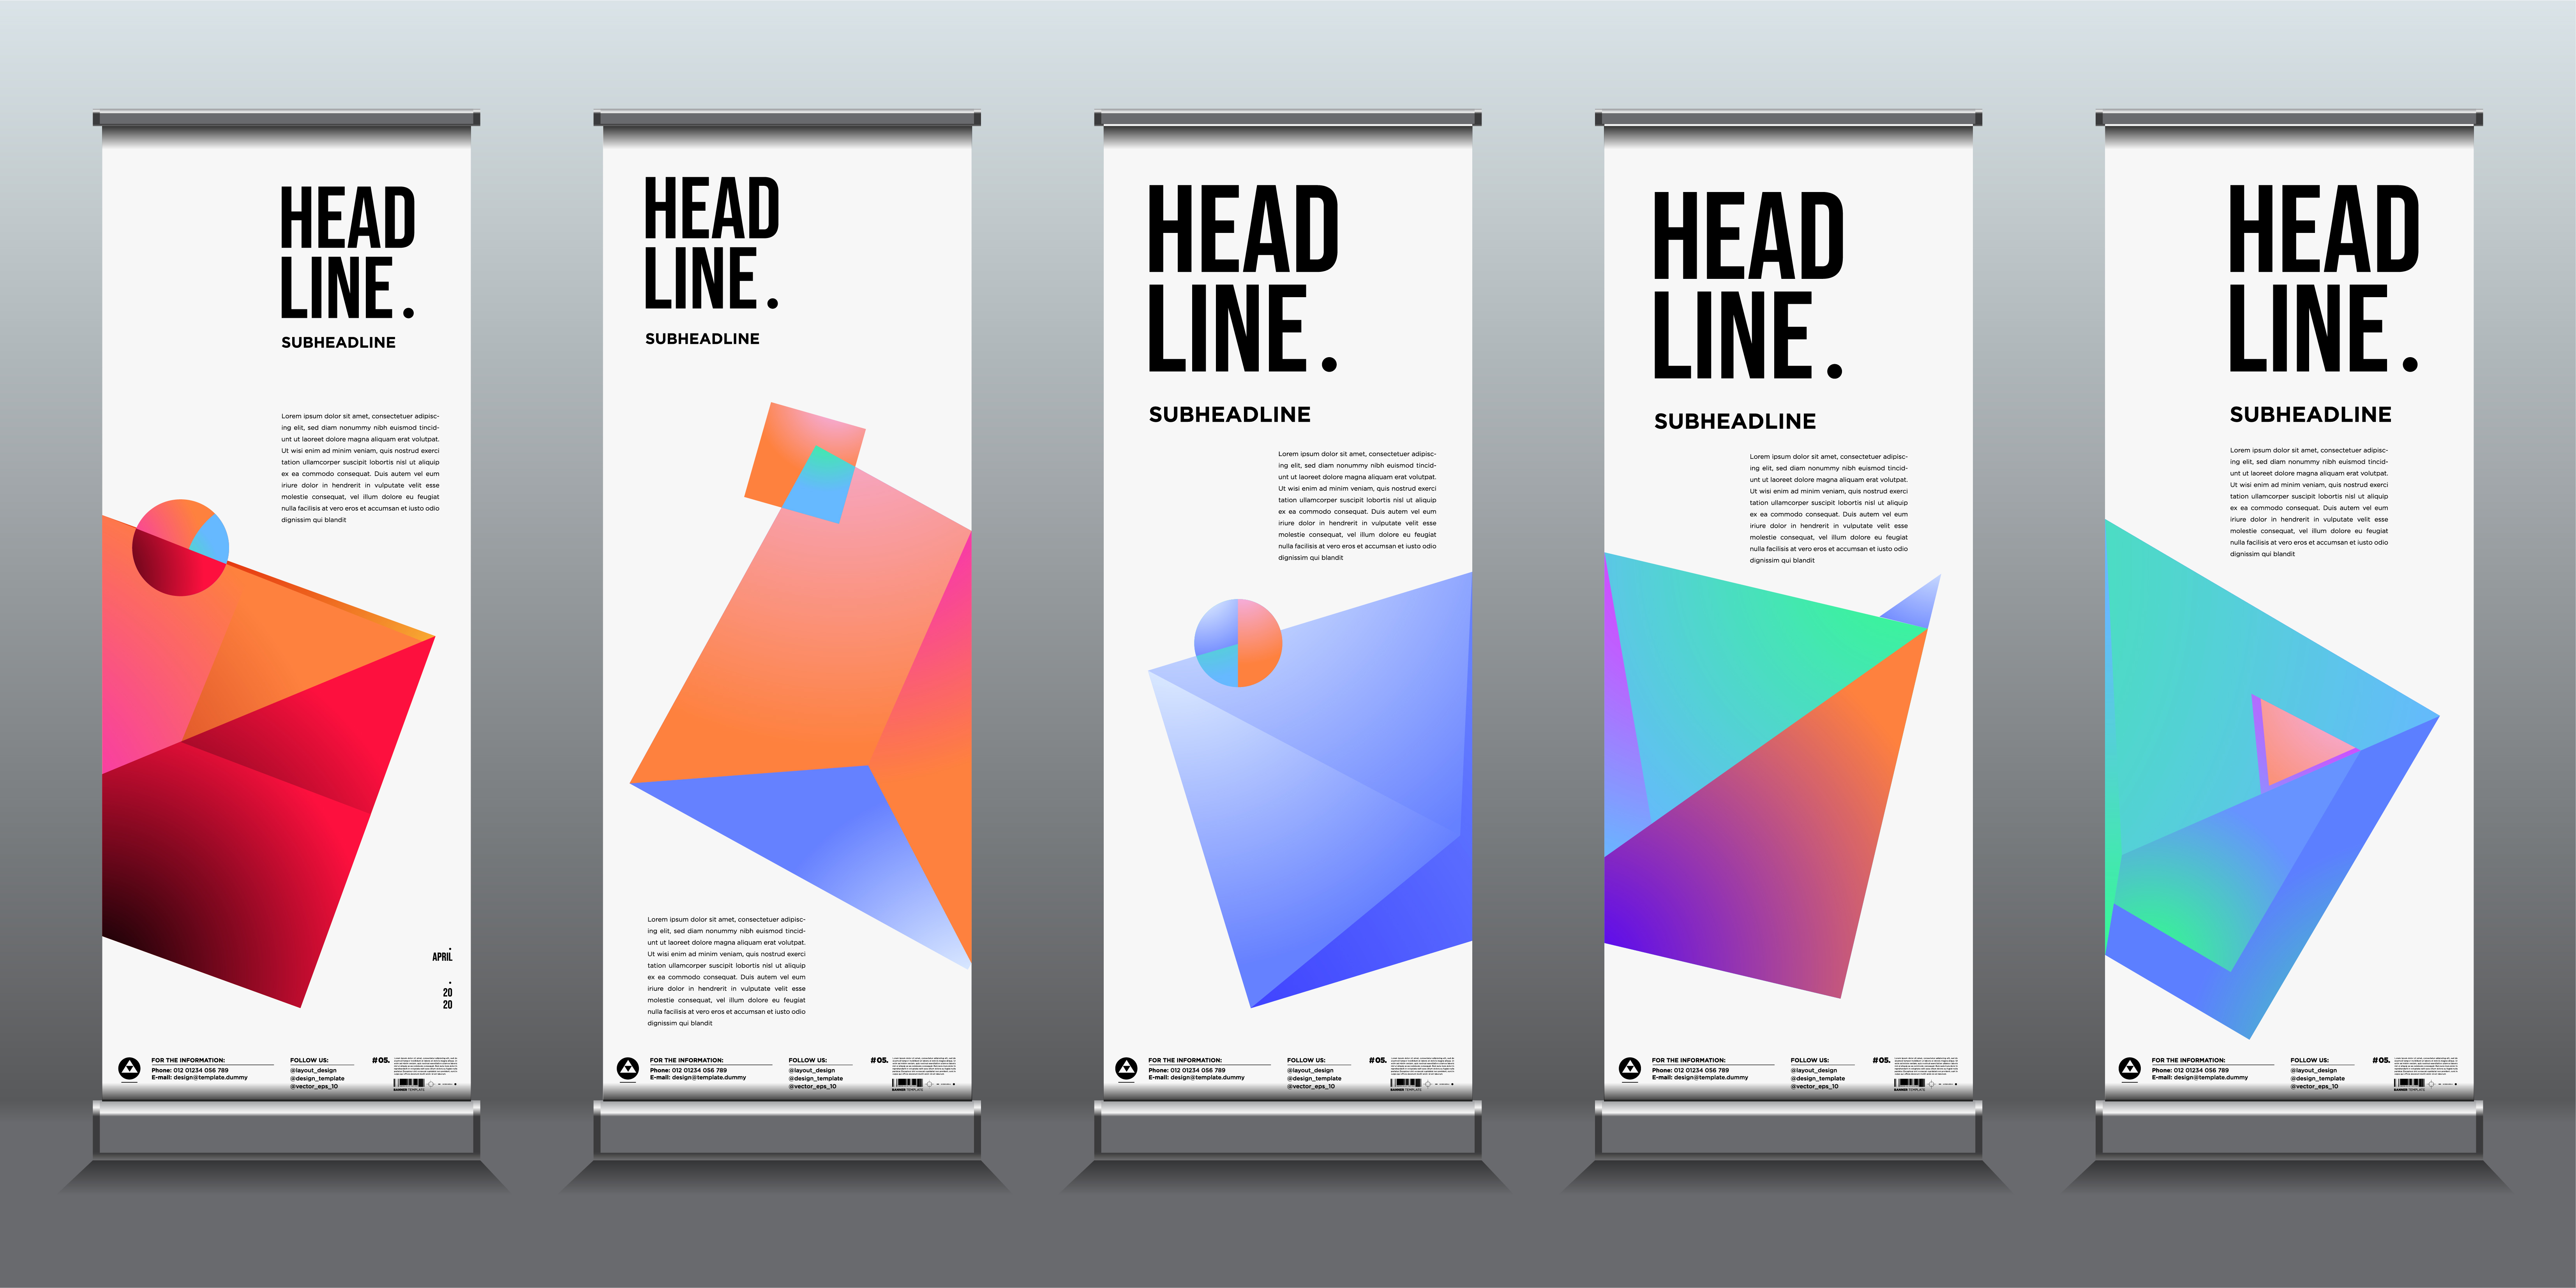 HEAD
LINE.
SUBHEADLINE
Lorem ipsum dolor sit amet, consectetuer adipisc-
ing elit, sed diam nonummy nibh euismod tincid-
unt ut laoreet dolore magna aliquam erat volutpat.
Ut wisi enim ad minim veniam, quis nostrud exerci
tation ullamcorper suscipit lobortis nisl ut aliquip
ex ea commodo consequat. Duis autem vel eum
iriure dolor in hendrerit in vulputate velit esse
molestie consequat, vel illum dolore eu feugiat
nulla facilisis at vero eros et accumsan et iusto odio
dignissim qui blandit
APRIL
20
20
FOR THE INFORMATION:
Phone: 012 01234 056 789
E-mail: design@template.dummy
FOLLOW US:
@layout_design
@design_template
@vector_eps_10
#05.
BANNER TEMPLATE
HEAD
LINE.
SUBHEADLINE
Lorem ipsum dolor sit amet, consectetuer adipisc-
ing elit, sed diam nonummy nibh euismod tincid-
unt ut laoreet dolore magna aliquam erat volutpat.
Ut wisi enim ad minim veniam, quis nostrud exerci
tation ullamcorper suscipit lobortis nisl ut aliquip
ex ea commodo consequat. Duis autem vel eum
iriure dolor in hendrerit in vulputate velit esse
molestie consequat, vel illum dolore eu feugiat
nulla facilisis at vero eros et accumsan et iusto odio
dignissim qui blandit
FOR THE INFORMATION:
Phone: 012 01234 056 789
E-mail: design@template.dummy
FOLLOW US:
@layout_design
@design_template
@vector_eps_10
#05.
BANNER TEMPLATE
HEAD
LINE.
SUBHEADLINE
Lorem ipsum dolor sit amet, consectetuer adipisc-
ing elit, sed diam nonummy nibh euismod tincid-
unt ut laoreet dolore magna aliquam erat volutpat.
Ut wisi enim ad minim veniam, quis nostrud exerci
tation ullamcorper suscipit lobortis nisl ut aliquip
ex ea commodo consequat. Duis autem vel eum
iriure dolor in hendrerit in vulputate velit esse
molestie consequat, vel illum dolore eu feugiat
nulla facilisis at vero eros et accumsan et iusto odio
dignissim qui blandit
FOR THE INFORMATION:
Phone: 012 01234 056 789
E-mail: design@template.dummy
FOLLOW US:
@layout_design
@design_template
@vector_eps_10
#05.
BANNER TEMPLATE
HEAD
LINE.
SUBHEADLINE
Lorem ipsum dolor sit amet, consectetuer adipisc-
ing elit, sed diam nonummy nibh euismod tincid-
unt ut laoreet dolore magna aliquam erat volutpat.
Ut wisi enim ad minim veniam, quis nostrud exerci
tation ullamcorper suscipit lobortis nisl ut aliquip
ex ea commodo consequat. Duis autem vel eum
iriure dolor in hendrerit in vulputate velit esse
molestie consequat, vel illum dolore eu feugiat
nulla facilisis at vero eros et accumsan et iusto odio
dignissim qui blandit
FOR THE INFORMATION:
Phone: 012 01234 056 789
E-mail: design@template.dummy
FOLLOW US:
@layout_design
@design_template
@vector_eps_10
#05.
BANNER TEMPLATE
HEAD
LINE.
SUBHEADLINE
Lorem ipsum dolor sit amet, consectetuer adipisc-
ing elit, sed diam nonummy nibh euismod tincid-
unt ut laoreet dolore magna aliquam erat volutpat.
Ut wisi enim ad minim veniam, quis nostrud exerci
tation ullamcorper suscipit lobortis nisl ut aliquip
ex ea commodo consequat. Duis autem vel eum
iriure dolor in hendrerit in vulputate velit esse
molestie consequat, vel illum dolore eu feugiat
nulla facilisis at vero eros et accumsan et iusto odio
dignissim qui blandit
FOR THE INFORMATION:
Phone: 012 01234 056 789
E-mail: design@template.dummy
FOLLOW US:
@layout_design
@design_template
@vector_eps_10
#05.
BANNER TEMPLATE